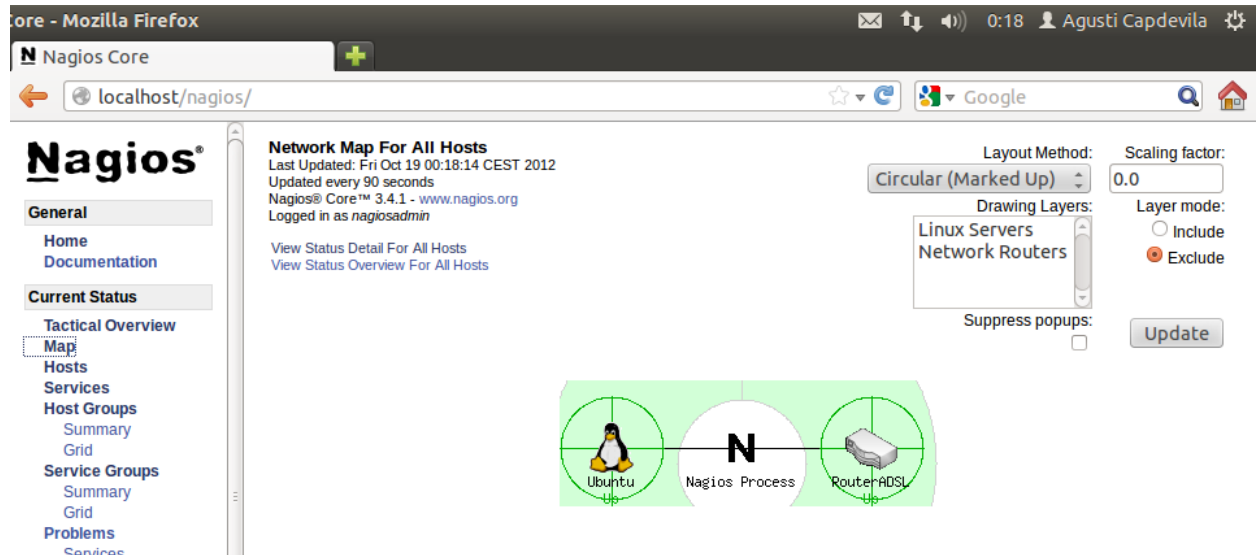 Core - Mozilla Firefox
0:18 Agusti Capdevila
N Nagios Core
localhost/nagios/
Google
Nagios®
General
Home
Documentation
Current Status
Tactical Overview
Map
Hosts
Services
Host Groups
Summary
Grid
Service Groups
Summary
Grid
Problems
Services
Network Map For All Hosts
Last Updated: Fri Oct 19 00:18:14 CEST 2012
Updated every 90 seconds
Nagios® Core™ 3.4.1 - www.nagios.org
Logged in as nagiosadmin
View Status Detail For All Hosts
View Status Overview For All Hosts
Layout Method:
Circular (Marked Up)
Scaling factor:
0.0
Drawing Layers:
Linux Servers
Network Routers
Layer mode:
Include
Exclude
Suppress popups:
Update
Ubuntu
Up
N
Nagios Process
RouterADSL
Up